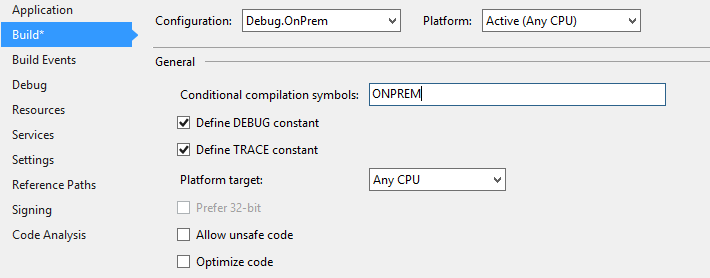 Application
Build*
Build Events
Debug
Resources
Services
Settings
Reference Paths
Signing
Code Analysis
Configuration: Debug.OnPrem Platform: Active (Any CPU)
General
Conditional compilation symbols: ONPREM
Define DEBUG constant
Define TRACE constant
Platform target: Any CPU
Prefer 32-bit
Allow unsafe code
Optimize code